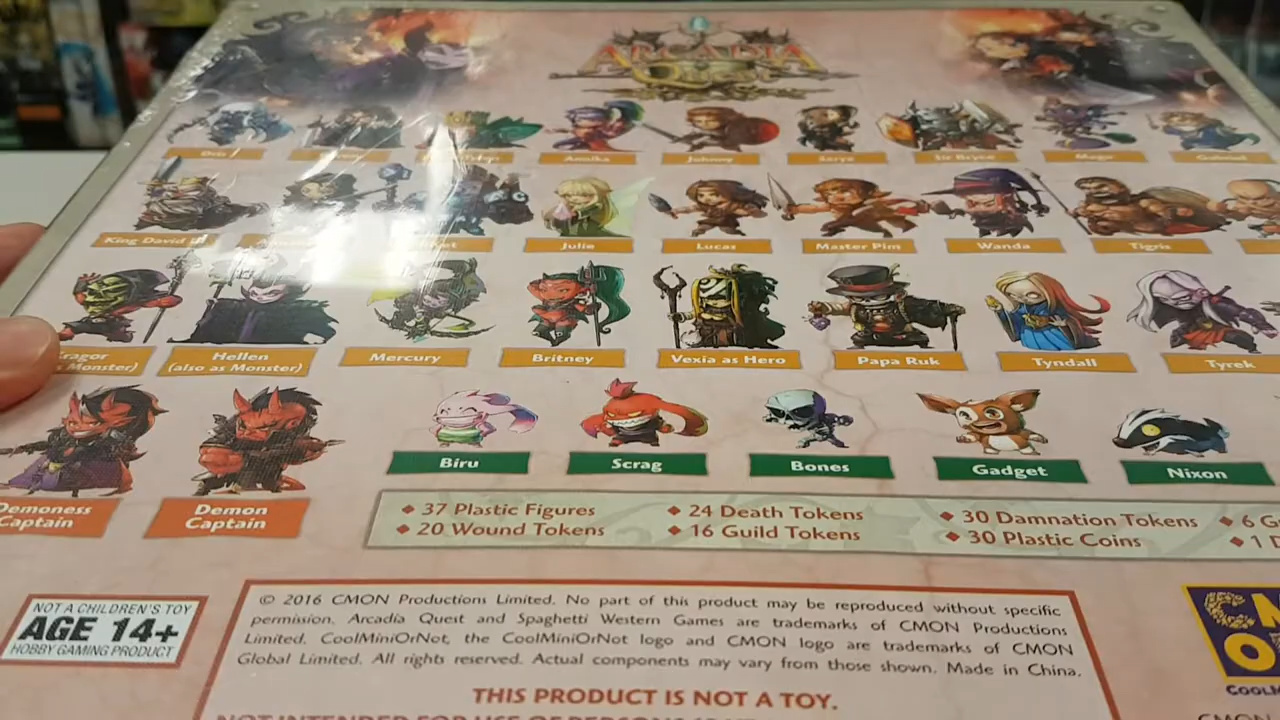 ARCADIA
Quest
Annika Johnny Serys Sir Bryce Gabriel
King David Julie Lucas Master Pim Wanda Tigris
ragor Hellen Mercury Britney Vexia as Hero Papa Ruk Tyndall Tyrek
Monster) (also as Monster)
Biru Scrag Bones Gadget Nixon
Demoness Demon
Captain Captain
◆ 37 Plastic Figures ◆ 24 Death Tokens ◆ 30 Damnation Tokens ◆ 6 G
◆ 20 Wound Tokens ◆ 16 Guild Tokens ◆ 30 Plastic Coins ◆ 1 D
NOT A CHILDREN'S TOY
AGE 14+
HOBBY GAMING PRODUCT
© 2016 CMON Productions Limited. No part of this product may be reproduced without specific
permission. Arcadia Quest and Spaghetti Western Games are trademarks of CMON Productions
Limited. CoolMiniOrNot, the CoolMiniOrNot logo and CMON logo are trademarks of CMON
Global Limited. All rights reserved. Actual components may vary from those shown. Made in China.
THIS PRODUCT IS NOT A TOY.